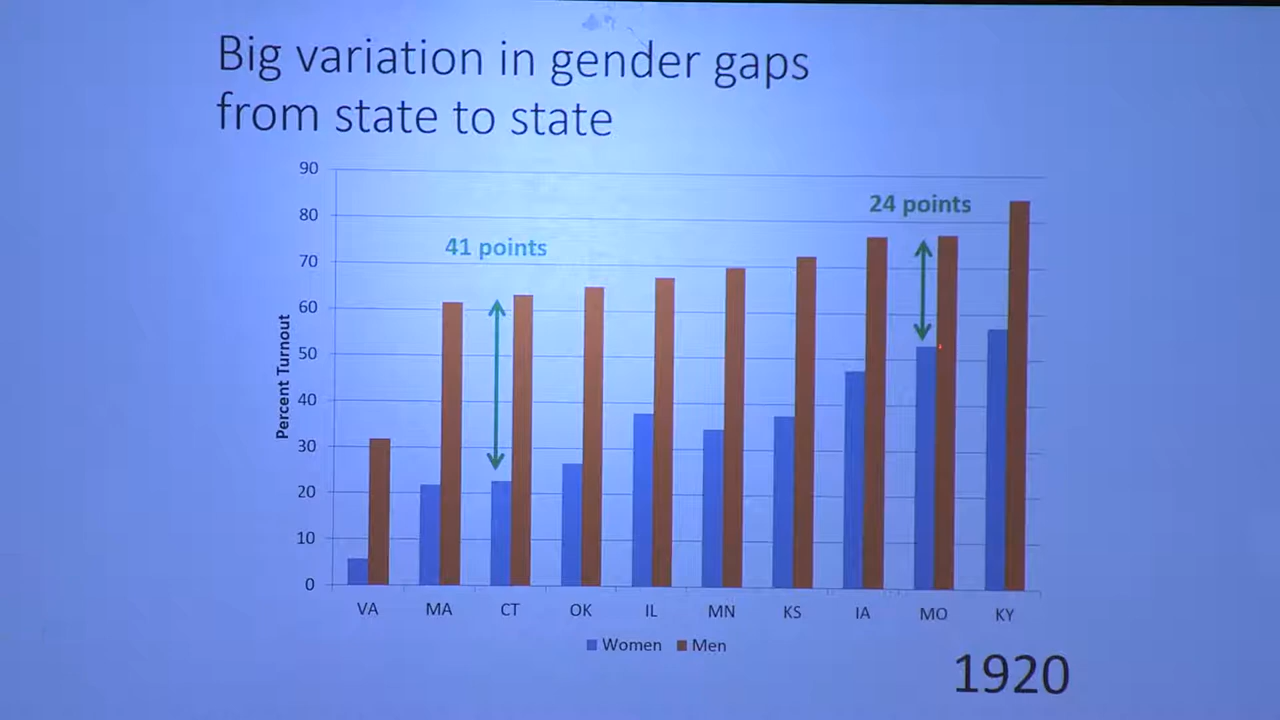 Big variation in gender gaps
from state to state
90
80
70
60
50
40
30
20
10
0
Percent Turnout
41 points
24 points
VA MA CT OK IL MN KS IA MO KY
Women Men
1920